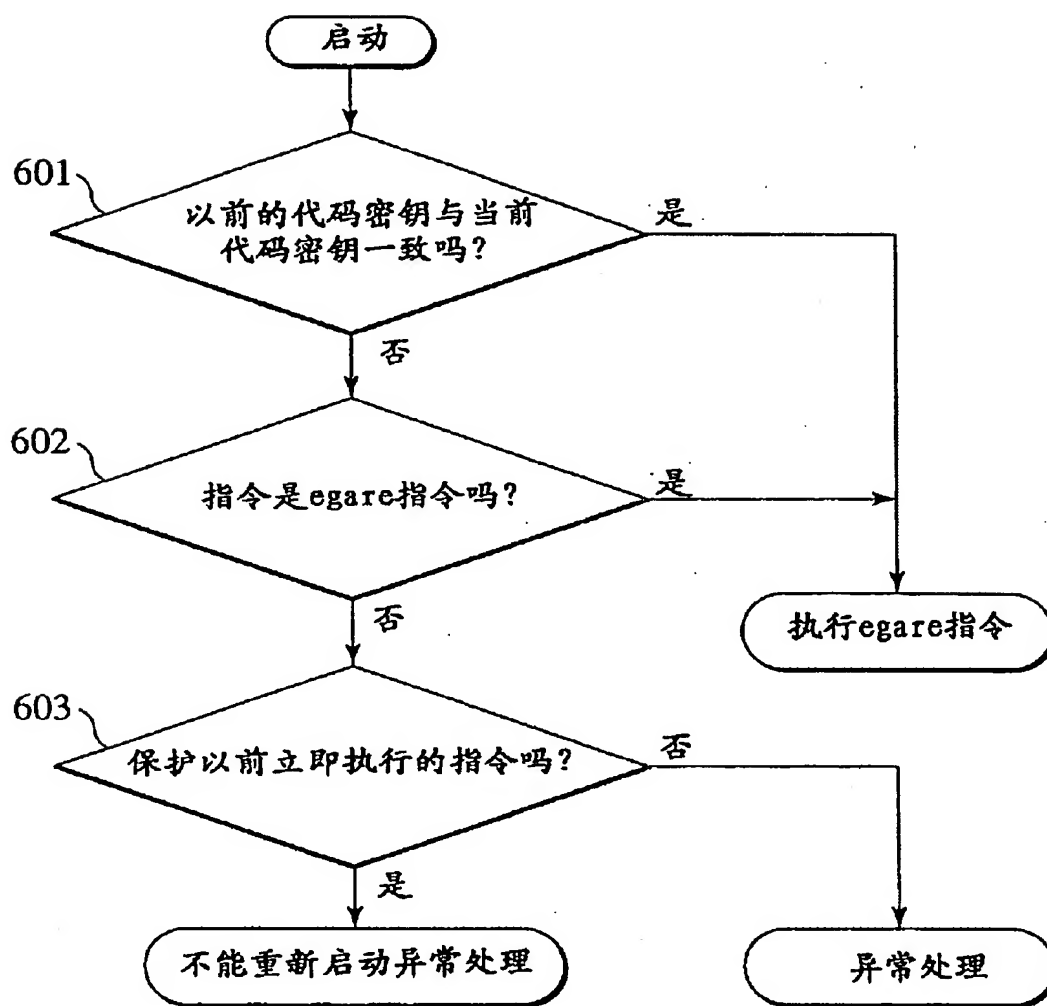 启动
601
以前的代码密钥与当前
代码密钥一致吗？
是
否
602
指令是egare指令吗？
是
否
执行egare指令
603
保护以前立即执行的指令吗？
否
是
不能重新启动异常处理
异常处理